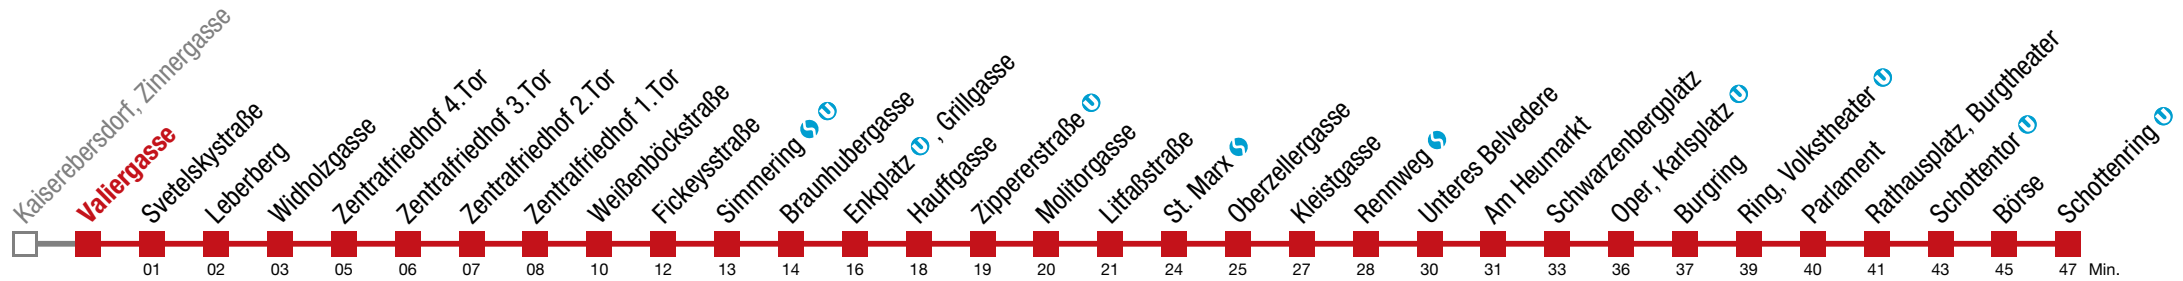 Kaiserebersdorf, Zinnergasse
Valiergasse
Svetelskystraße
Leberberg
Widholzgasse
Zentralfriedhof 4.Tor
Zentralfriedhof 3.Tor
Zentralfriedhof 2.Tor
Zentralfriedhof 1.Tor
Weißenböckstraße
Fickeysstraße
Simmering S U
Braunhubergasse
Enkplatz U , Grillgasse
Hauffgasse
Zippererstraße U
Molitorgasse
Litfaßstraße
St. Marx S
Oberzellergasse
Kleistgasse
Rennweg S
Unteres Belvedere
Am Heumarkt
Schwarzenbergplatz
Oper, Karlsplatz U
Burgring
Ring, Volkstheater U
Parlament
Rathausplatz, Burgtheater
Schottentor U
Börse
Schottenring U
01 02 03 05 06 07 08 10 12 13 14 16 18 19 20 21 24 25 27 28 30 31 33 36 37 39 40 41 43 45 47 Min.